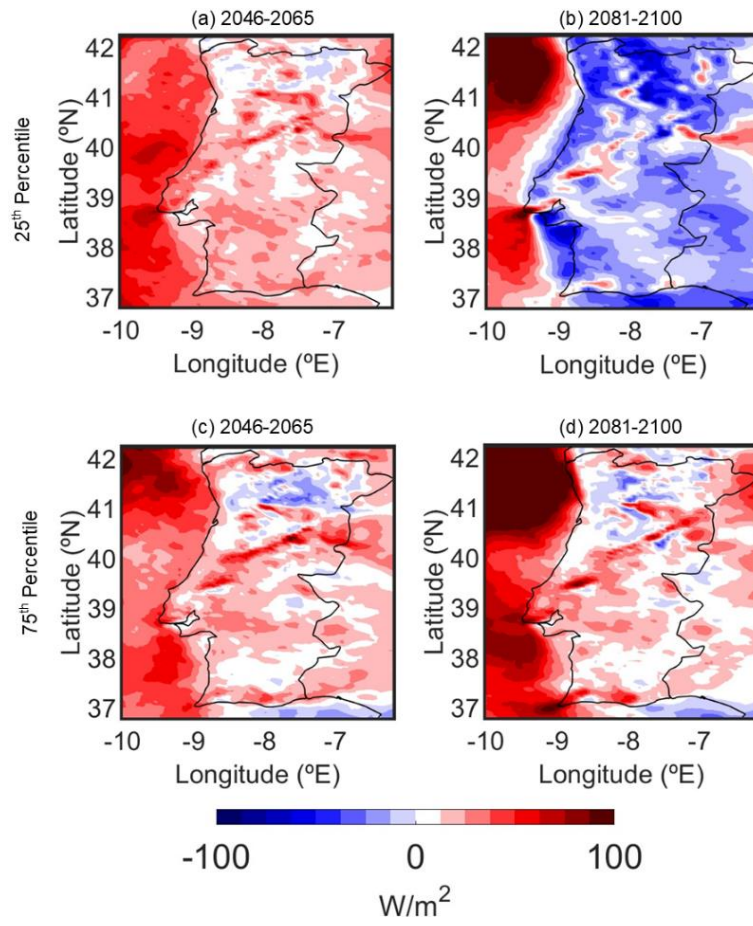 (a) 2046-2065
(b) 2081-2100
25th Percentile
Latitude (ºN)
42
41
40
39
38
37
-10 -9 -8 -7
Longitude (ºE)
Latitude (ºN)
42
41
40
39
38
37
-10 -9 -8 -7
Longitude (ºE)
(c) 2046-2065
(d) 2081-2100
75th Percentile
Latitude (ºN)
42
41
40
39
38
37
-10 -9 -8 -7
Longitude (ºE)
Latitude (ºN)
42
41
40
39
38
37
-10 -9 -8 -7
Longitude (ºE)
-100 0 100
W/m²